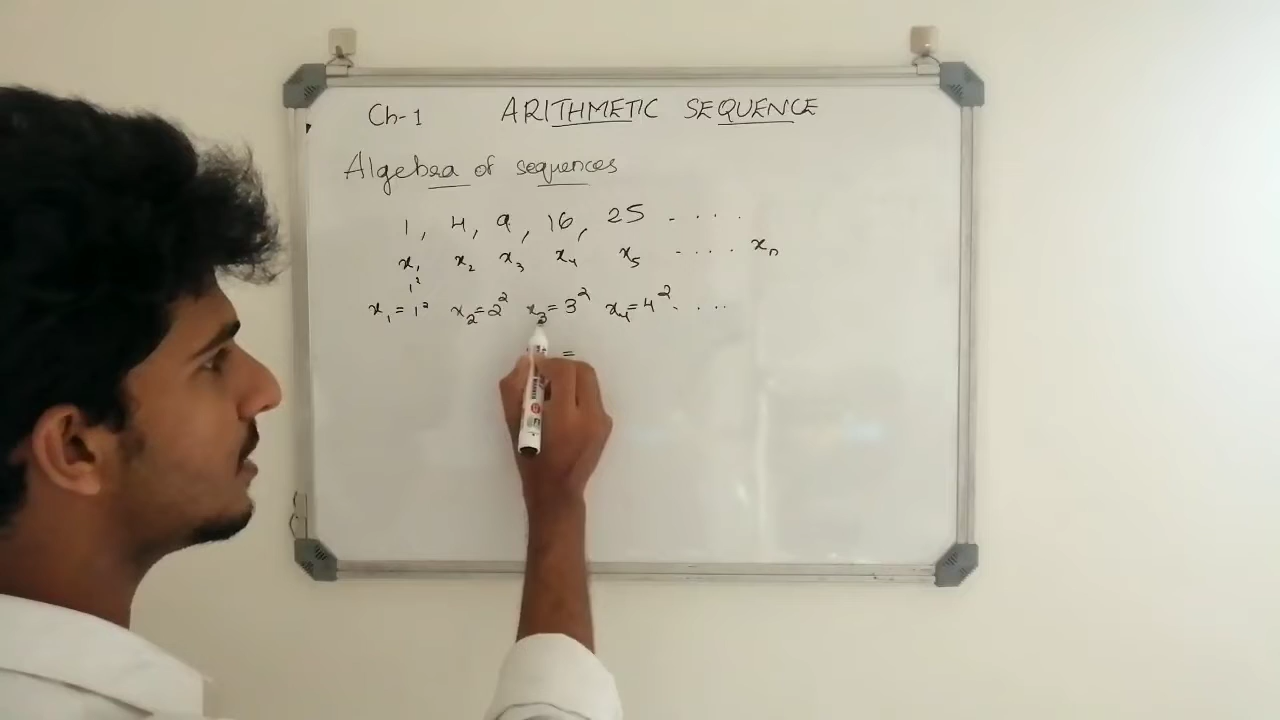 Ch-1 ARITHMETIC SEQUENCE
Algebra of sequences
1, 4, 9, 16, 25 - . . . .
x₁ x₂ x₃ x₄ x₅ - . . . . xₙ
1²
x₁ = 1² x₂ = 2² x₃ = 3² x₄ = 4² - . . . .
=